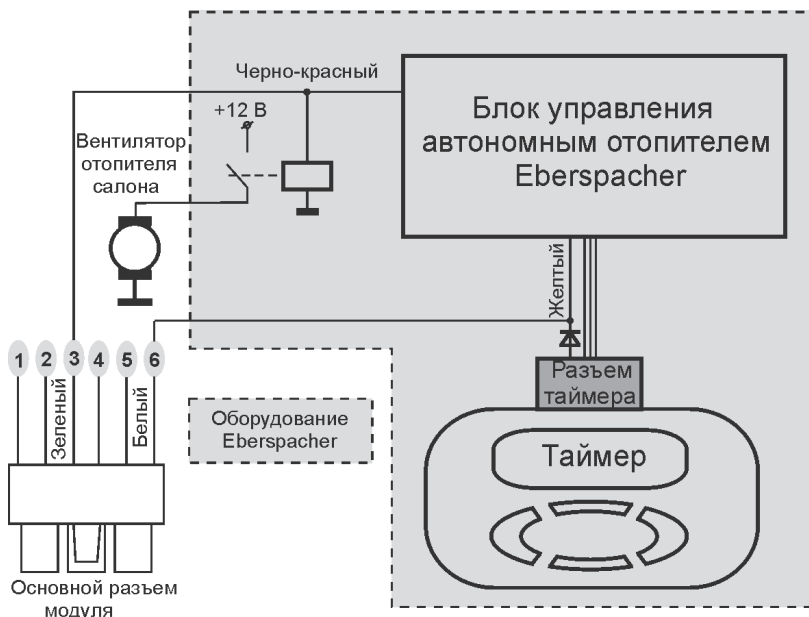 Черно-красный
+12 В
Вентилятор
отопителя
салона
Блок управления
автономным отопителем
Eberspacher
Желтый
1 2 3 4 5 6
Зеленый
Белый
Разъем
таймера
Оборудование
Eberspacher
Таймер
Основной разъем
модуля